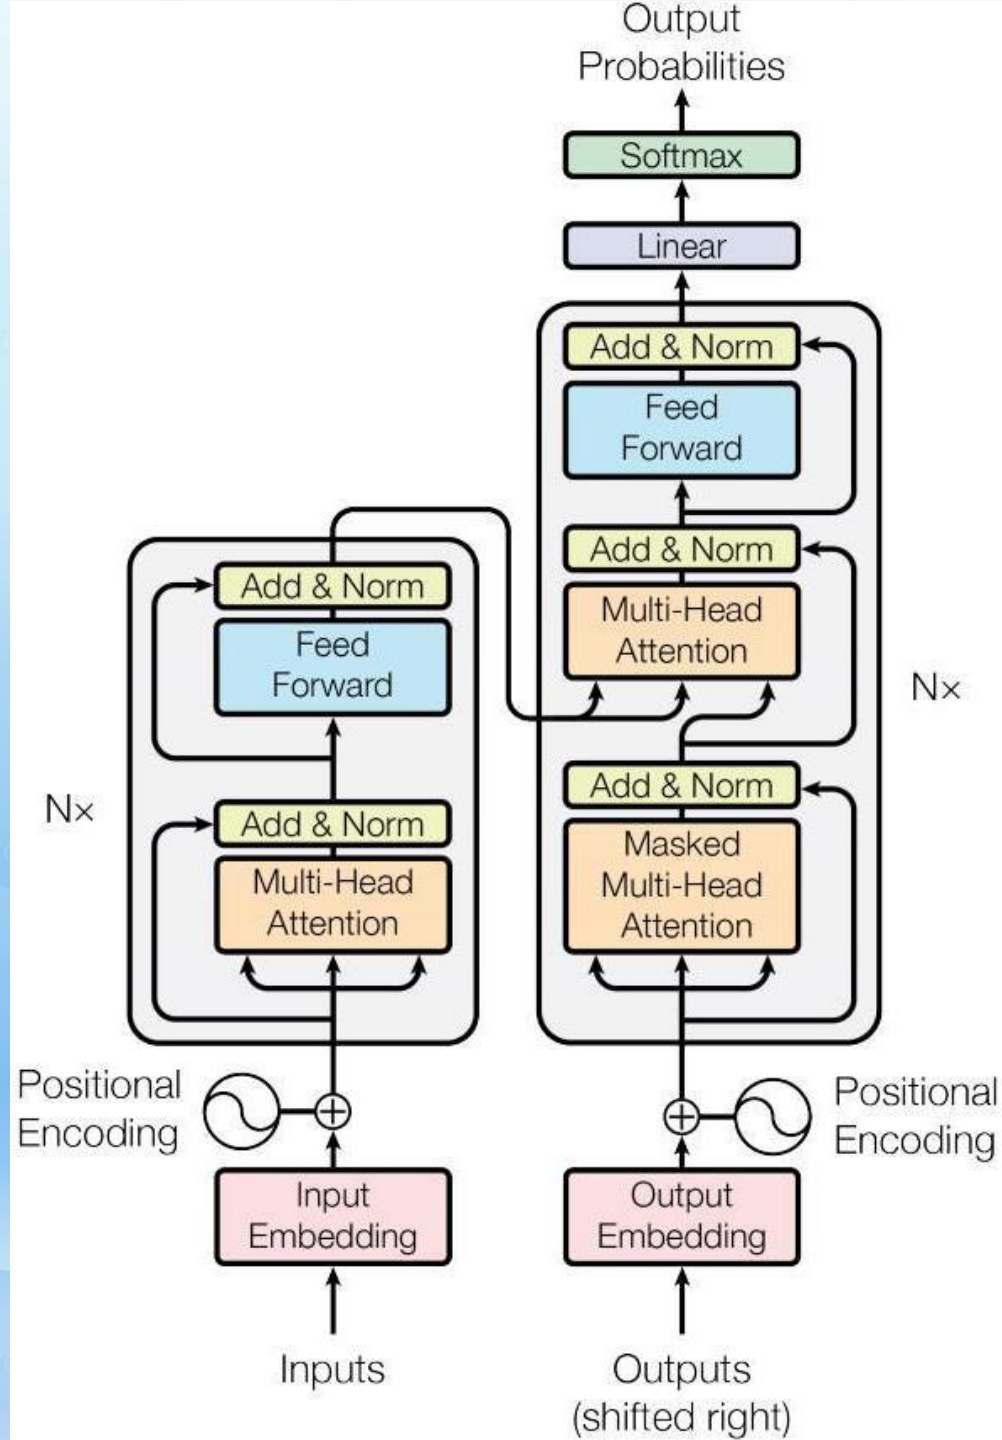 Output
Probabilities
Softmax
Linear
Add & Norm
Feed
Forward
Add & Norm
Multi-Head
Attention
Add & Norm
Masked
Multi-Head
Attention
Nx
Add & Norm
Feed
Forward
Add & Norm
Multi-Head
Attention
Nx
Positional
Encoding
Positional
Encoding
Input
Embedding
Output
Embedding
Inputs
Outputs
(shifted right)